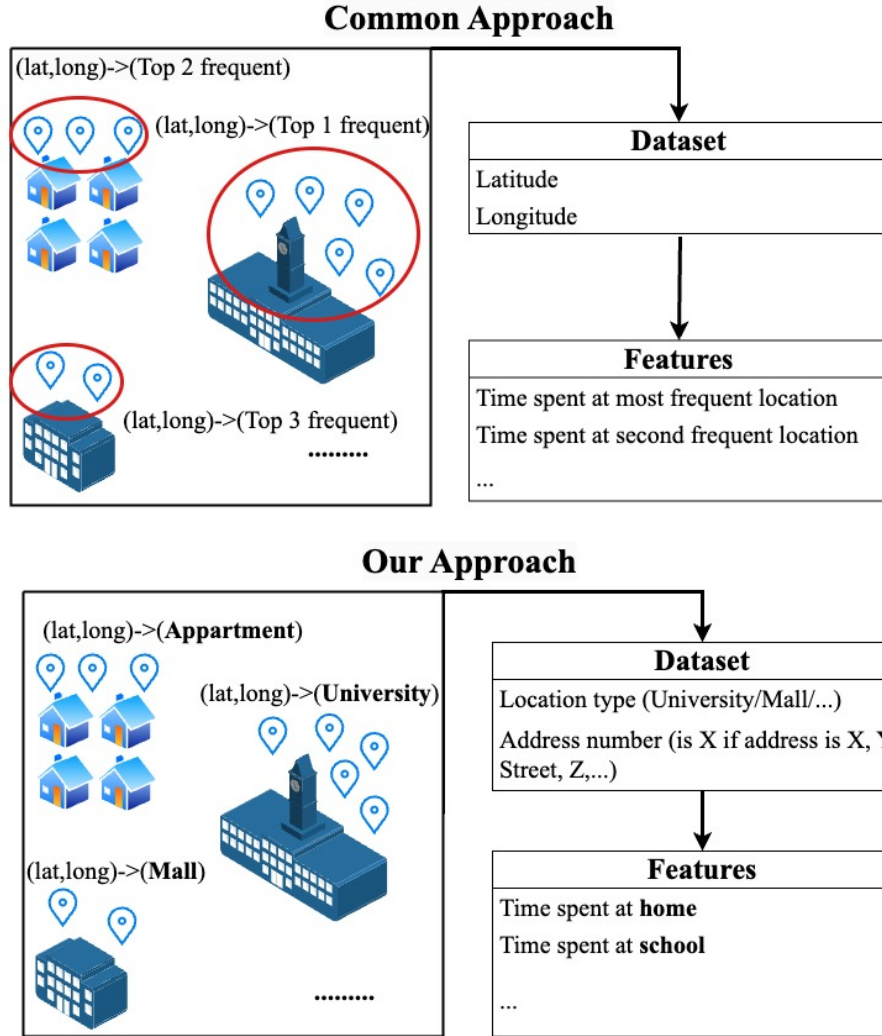 Common Approach
(lat,long)->(Top 2 frequent)
(lat,long)->(Top 1 frequent)
(lat,long)->(Top 3 frequent)
.........
Dataset
Latitude
Longitude
Features
Time spent at most frequent location
Time spent at second frequent location
...
Our Approach
(lat,long)->(Appartment)
(lat,long)->(University)
(lat,long)->(Mall)
.........
Dataset
Location type (University/Mall/...)
Address number (is X if address is X, Y
Street, Z,...)
Features
Time spent at home
Time spent at school
...